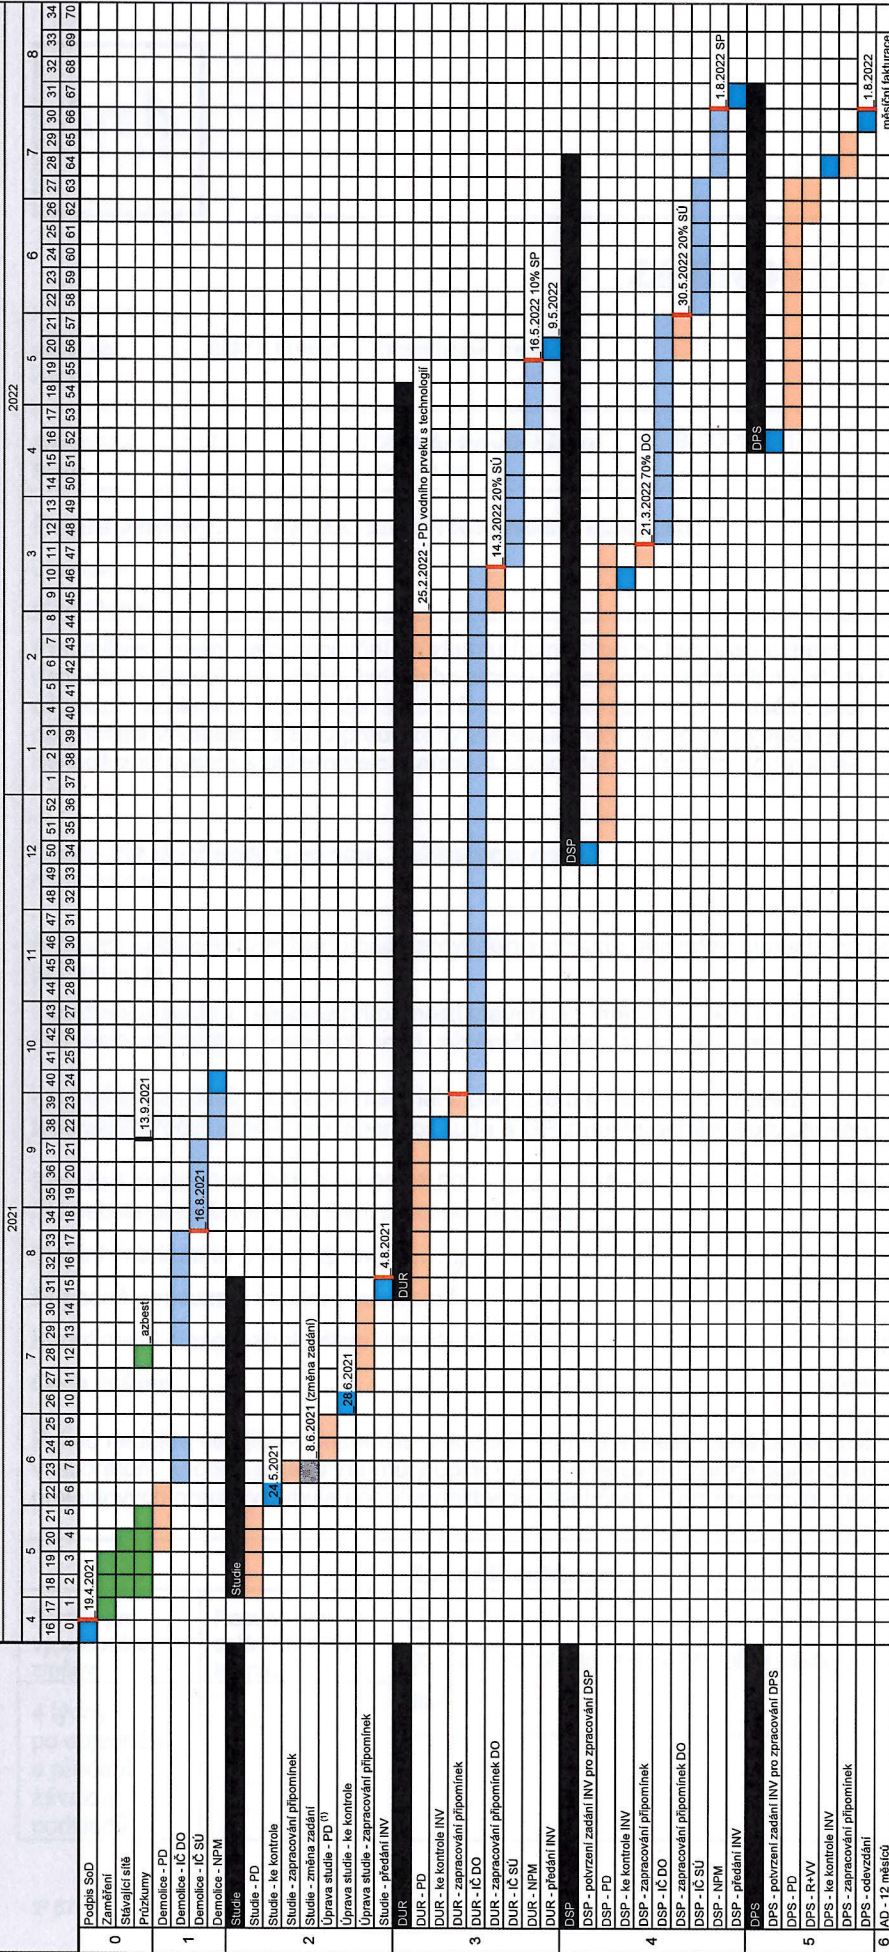 2021 2022
4 5 6 7 8 9 10 11 12 1 2 3 4 5 6 7 8
16 17 18 19 20 21 22 23 24 25 26 27 28 29 30 31 32 33 34 35 36 37 38 39 40 41 42 43 44 45 46 47 48 49 50 51 52 1 2 3 4 5 6 7 8 9 10 11 12 13 14 15 16 17 18 19 20 21 22 23 24 25 26 27 28 29 30 31 32 33 34
0 1 2 3 4 5 6 7 8 9 10 11 12 13 14 15 16 17 18 19 20 21 22 23 24 25 26 27 28 29 30 31 32 33 34 35 36 37 38 39 40 41 42 43 44 45 46 47 48 49 50 51 52 53 54 55 56 57 58 59 60 61 62 63 64 65 66 67 68 69 70
0
Podpis SoD _19.4.2021
Zaměření
Stávající sítě
Průzkumy _azbest _13.9.2021
1
Demolice - PD
Demolice - IČ DO
Demolice - IČ SÚ _16.8.2021
Demolice - NPM
2
Studie Studie
Studie - PD
Studie - ke kontrole 24.5.2021
Studie - zapracování připomínek
Studie - změna zadání _8.6.2021 (změna zadání)
Úprava studie - PD (1)
Úprava studie - ke kontrole 28.6.2021
Úprava studie - zapracování připomínek
Studie - předání INV _4.8.2021
3
DUR DUR
DUR - PD _25.2.2022 - PD vodního prveku s technologií
DUR - ke kontrole INV
DUR - zapracování připomínek
DUR - IČ DO
DUR - zapracování připomínek DO _14.3.2022 20% SÚ
DUR - IČ SÚ
DUR - NPM _16.5.2022 10% SP
DUR - předání INV _9.5.2022
4
DSP DSP
DSP - potvrzení zadání INV pro zpracování DSP
DSP - PD
DSP - ke kontrole INV
DSP - zapracování připomínek _21.3.2022 70% DO
DSP - IČ DO
DSP - zapracování připomínek DO _30.5.2022 20% SÚ
DSP - IČ SÚ
DSP - NPM _1.8.2022 SP
DSP - předání INV
5
DPS DPS
DPS - potvrzení zadání INV pro zpracování DPS
DPS - PD
DPS - R+VV
DPS - ke kontrole INV
DPS - zapracování připomínek
DPS - odevzdání _1.8.2022
6 AD - 12 měsíců měsíční fakturace